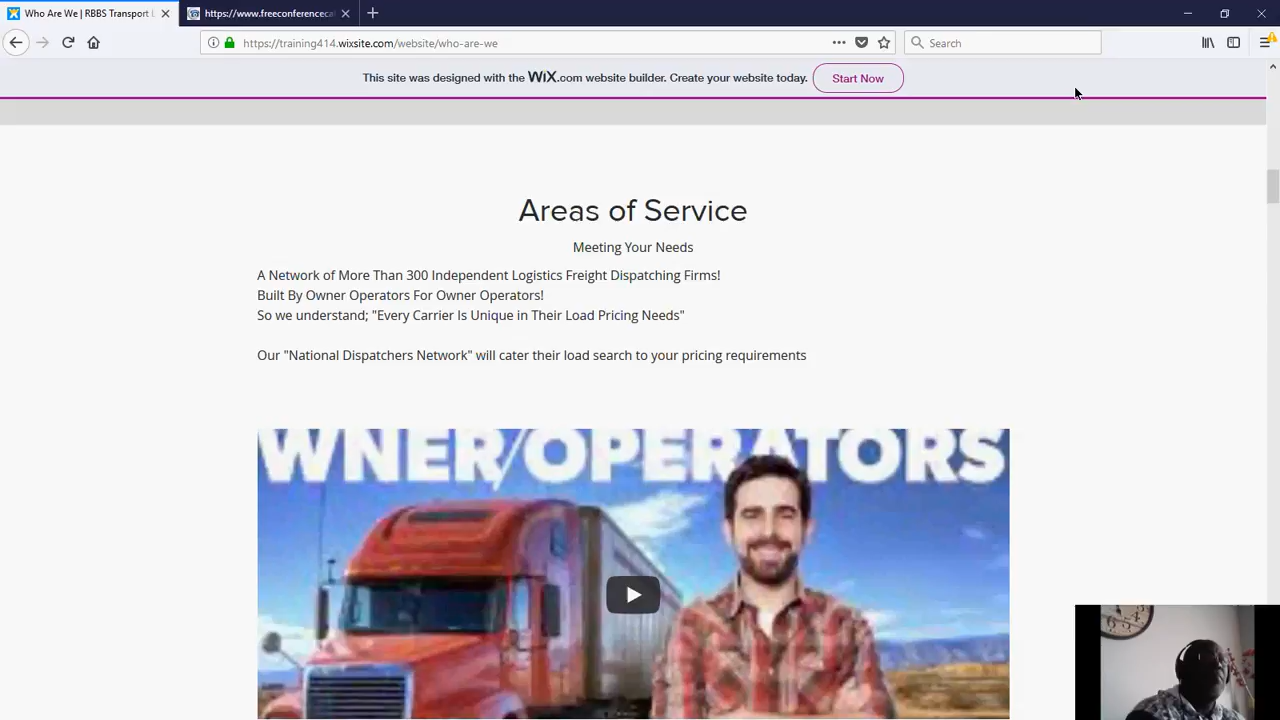 Who Are We | RBBS Transport L
https://www.freeconferenceca
https://training414.wixsite.com/website/who-are-we
Search
This site was designed with the WiX.com website builder. Create your website today.
Start Now
Areas of Service
Meeting Your Needs
A Network of More Than 300 Independent Logistics Freight Dispatching Firms!
Built By Owner Operators For Owner Operators!
So we understand; "Every Carrier Is Unique in Their Load Pricing Needs"
Our "National Dispatchers Network" will cater their load search to your pricing requirements
WNER/OPERATORS